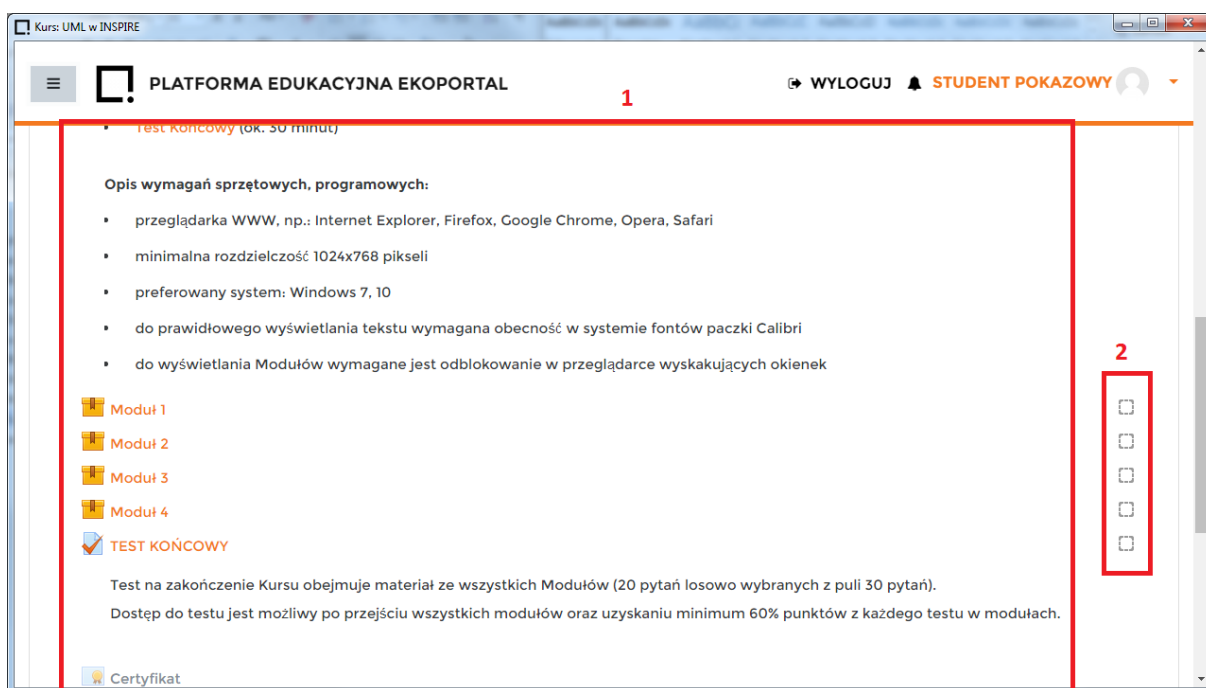 Kurs: UML w INSPIRE
PLATFORMA EDUKACYJNA EKOPORTAL
WYLOGUJ
STUDENT POKAZOWY
1
Test Końcowy (ok. 30 minut)
Opis wymagań sprzętowych, programowych:
przeglądarka WWW, np.: Internet Explorer, Firefox, Google Chrome, Opera, Safari
minimalna rozdzielczość 1024x768 pikseli
preferowany system: Windows 7, 10
do prawidłowego wyświetlania tekstu wymagana obecność w systemie fontów paczki Calibri
do wyświetlania Modułów wymagane jest odblokowanie w przeglądarce wyskakujących okienek
2
Moduł 1
Moduł 2
Moduł 3
Moduł 4
TEST KOŃCOWY
Test na zakończenie Kursu obejmuje materiał ze wszystkich Modułów (20 pytań losowo wybranych z puli 30 pytań).
Dostęp do testu jest możliwy po przejściu wszystkich modułów oraz uzyskaniu minimum 60% punktów z każdego testu w modułach.
Certyfikat